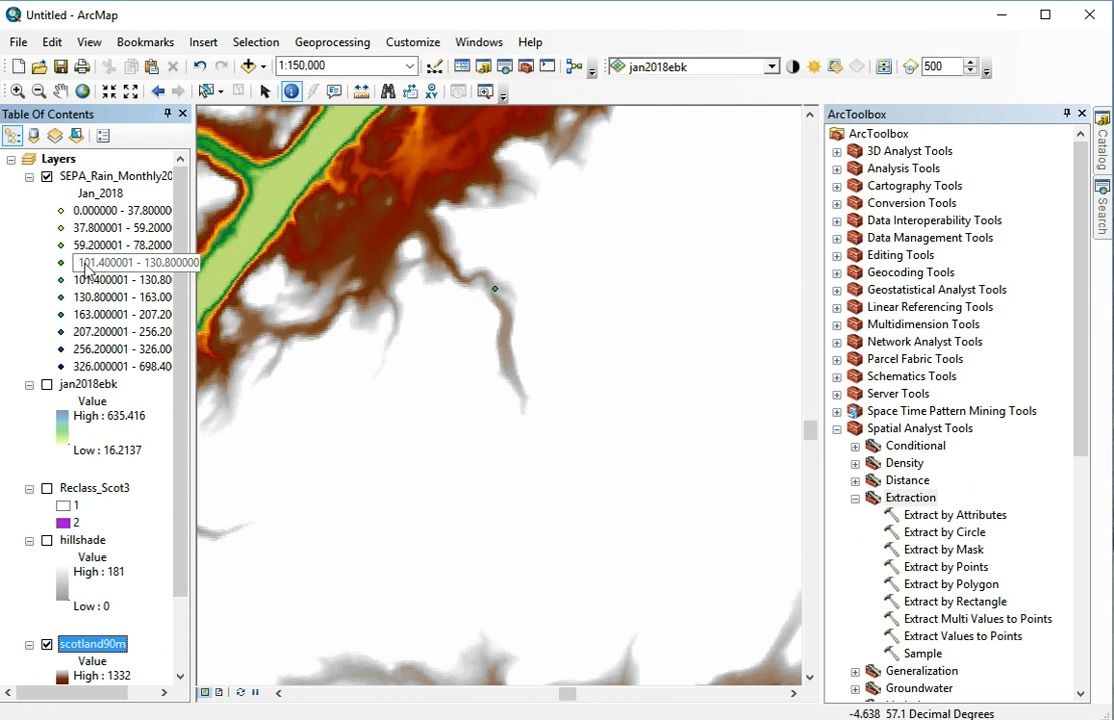 Untitled - ArcMap
File Edit View Bookmarks Insert Selection Geoprocessing Customize Windows Help
1:150,000
jan2018ebk
500
Table Of Contents
Layers
SEPA_Rain_Monthly20
Jan_2018
0.000000 - 37.80000
37.800001 - 59.2000
59.200001 - 78.2000
101.400001 - 130.800000
101.400001 - 130.80
130.800001 - 163.00
163.000001 - 207.20
207.200001 - 256.20
256.200001 - 326.00
326.000001 - 698.40
jan2018ebk
Value
High : 635.416
Low : 16.2137
Reclass_Scot3
1
2
hillshade
Value
High : 181
Low : 0
scotland90m
Value
High : 1332
ArcToolbox
ArcToolbox
3D Analyst Tools
Analysis Tools
Cartography Tools
Conversion Tools
Data Interoperability Tools
Data Management Tools
Editing Tools
Geocoding Tools
Geostatistical Analyst Tools
Linear Referencing Tools
Multidimension Tools
Network Analyst Tools
Parcel Fabric Tools
Schematics Tools
Server Tools
Space Time Pattern Mining Tools
Spatial Analyst Tools
Conditional
Density
Distance
Extraction
Extract by Attributes
Extract by Circle
Extract by Mask
Extract by Points
Extract by Polygon
Extract by Rectangle
Extract Multi Values to Points
Extract Values to Points
Sample
Generalization
Groundwater
Catalog
Search
-4.638 57.1 Decimal Degrees